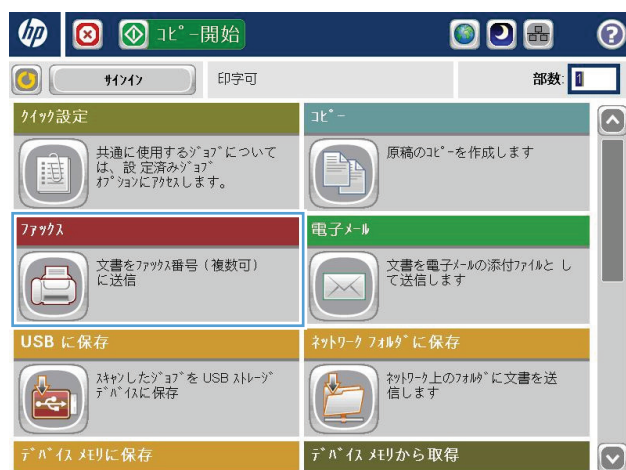 hp
ｺﾋﾟｰ開始
?
ｻｲﾝｲﾝ
印字可
部数: 1
ｸｲｯｸ設定
共通に使用するｼﾞｮﾌﾞについて
は、設 定済みｼﾞｮﾌﾞ
ｵﾌﾟｼｮﾝにｱｸｾｽしま す。
ｺﾋﾟｰ
原稿のｺﾋﾟｰを作成します
ﾌｧｯｸｽ
文書をﾌｧｯｸｽ番号 (複数可)
に送信
電子ﾒｰﾙ
文書を電子ﾒｰﾙの添付ﾌｧｲﾙと し
て送信しま す
USB に保存
ｽｷｬﾝしたｼﾞｮﾌﾞを USB ｽﾄﾚｰｼﾞ
ﾃﾞﾊﾞｲｽに保存
ﾈｯﾄﾜｰｸ ﾌｫﾙﾀﾞに保存
ﾈｯﾄﾜｰｸ上のﾌｫﾙﾀﾞに文書を送
信します
ﾃﾞﾊﾞｲｽ ﾒﾓﾘに保存
ﾃﾞﾊﾞｲｽ ﾒﾓﾘから取得